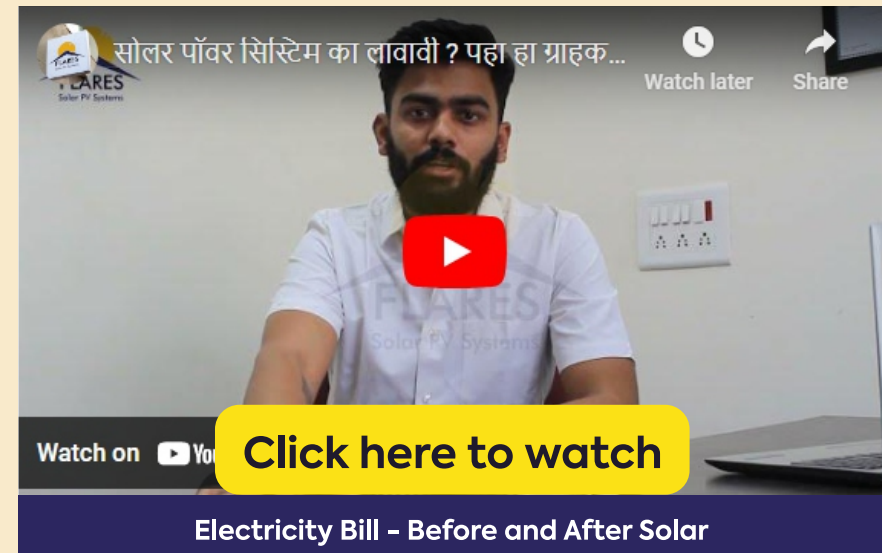 सोलर पॉवर सिस्टिम का लावावी ? पहा हा ग्राहक...
FLARES
Solar PV Systems
Watch later
Share
FLARES
Solar PV Systems
Watch on
Click here to watch
Electricity Bill - Before and After Solar